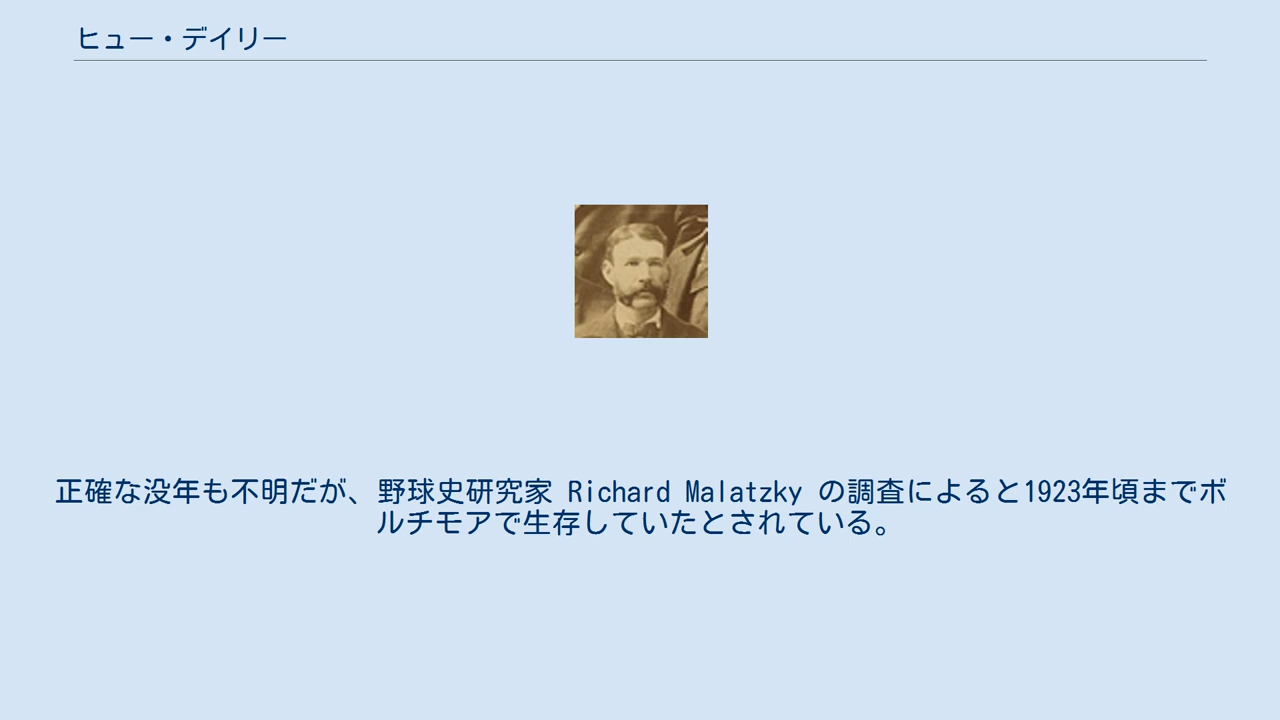 ヒュー・デイリー
正確な没年も不明だが、野球史研究家 Richard Malatzky の調査によると1923年頃までボ
ルチモアで生存していたとされている。